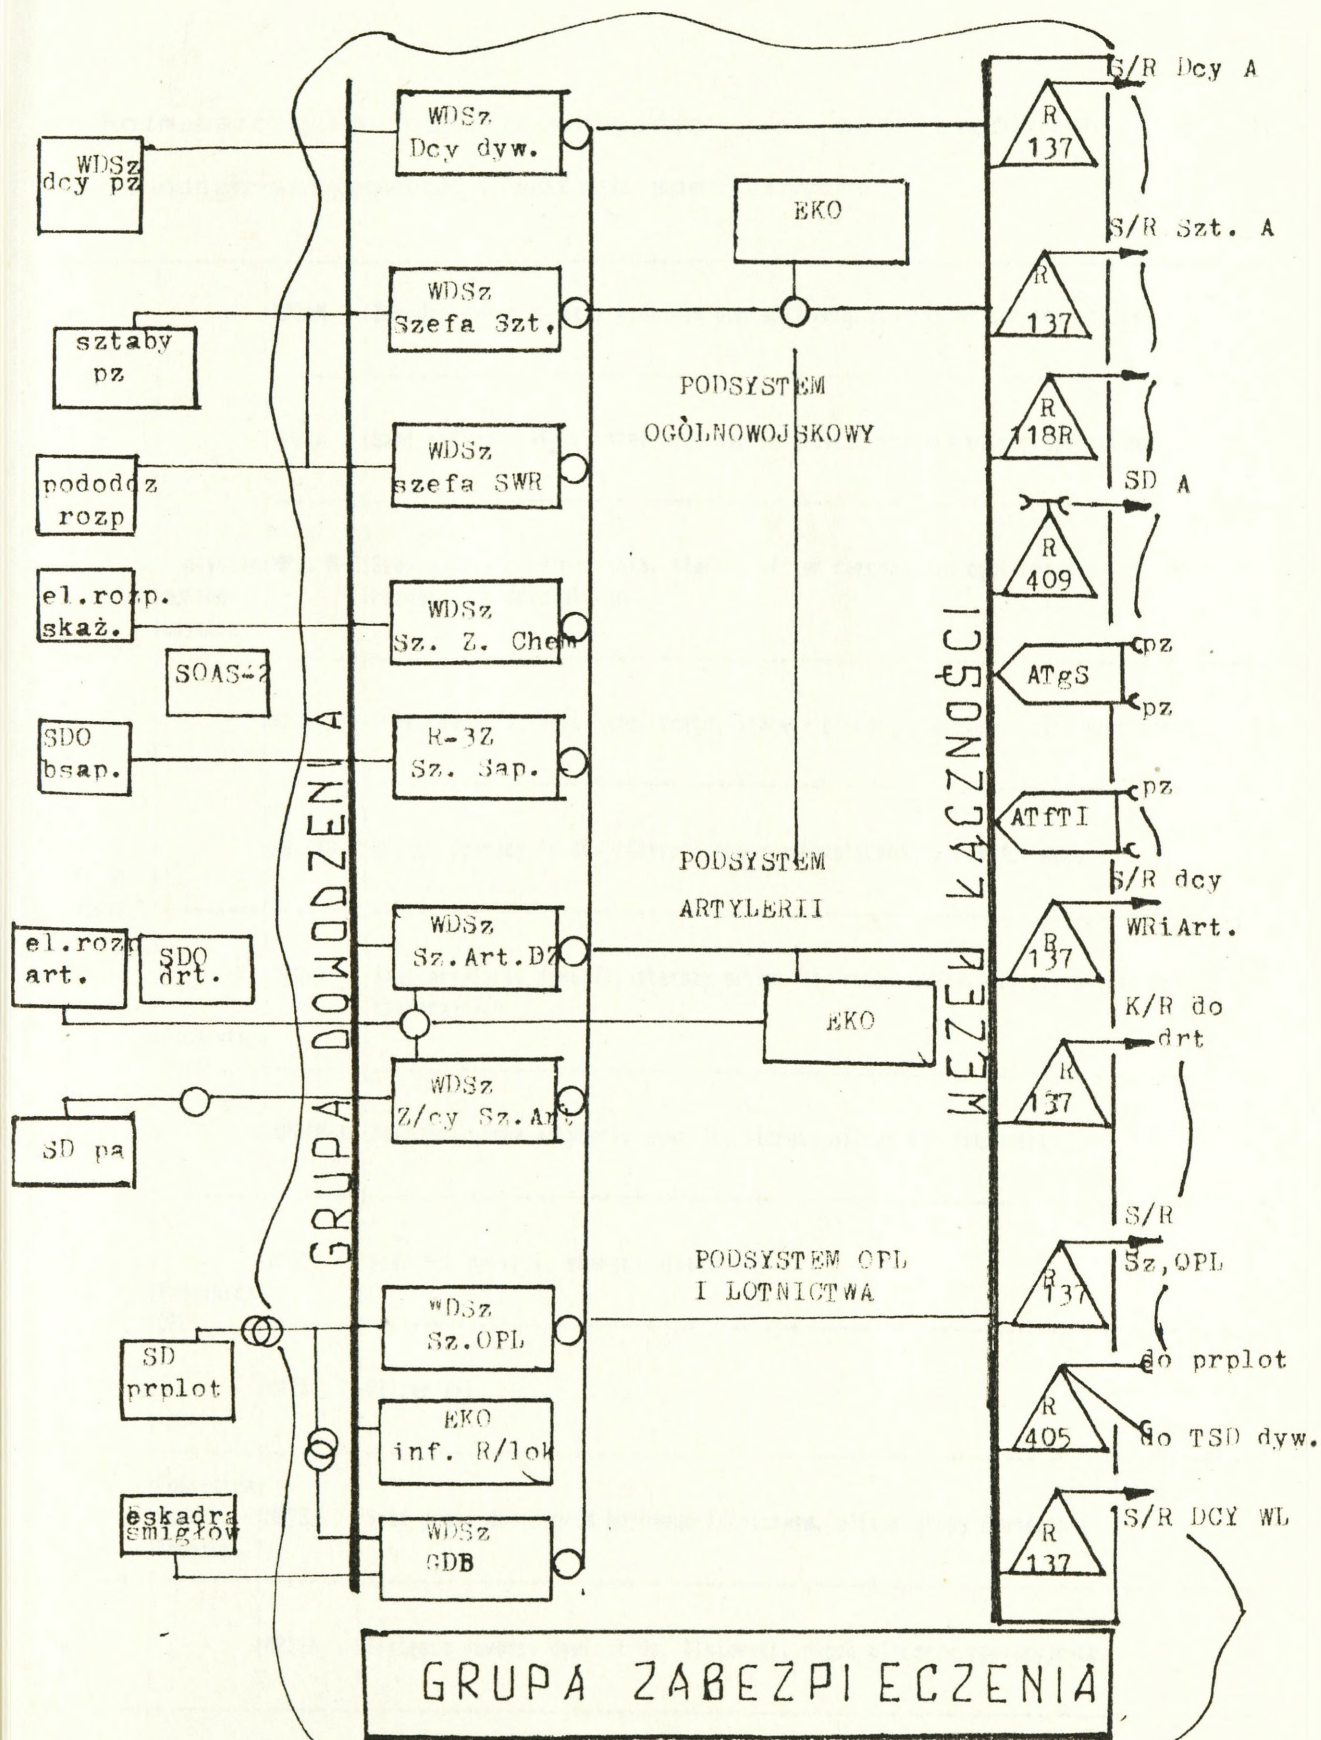 S/R Dcy A
WDSz
Dcy dyw.
WDSz
dcy pz
R
137
EKO
S/R Szt. A
WDSz
Szefa Szt.
R
137
sztaby
pz
PODSYSTEM
OGÓLNOWOJSKOWY
R
118R
WDSz
szefa SWR
pododdz
rozp
SD A
R
409
el.rozp.
skaż.
WDSz
Sz. Z. Chem
SOAS-2
ATgS
pz
pz
SDO
bsap.
R-3Z
Sz. Sap.
GRUPA DOWODZENIA
WĘZEŁ ŁĄCZNOŚCI
ATfTI
pz
PODSYSTEM
ARTYLERII
S/R dcy
WRiArt.
R
137
el.rozp
art.
SDO
drt.
WDSz
Sz.Art.DZ
EKO
K/R do
drt
R
137
WDSz
Z/cy Sz.Art
SD pa
S/R
Sz,OPL
R
137
PODSYSTEM OPL
I LOTNICTWA
WDSz
Sz.OPL
SD
prplot
do prplot
R
405
do TSD dyw.
EKO
inf. R/lok
eskadra
śmigłow
WDSz
GDB
S/R DCY WL
R
137
GRUPA ZABEZPIECZENIA